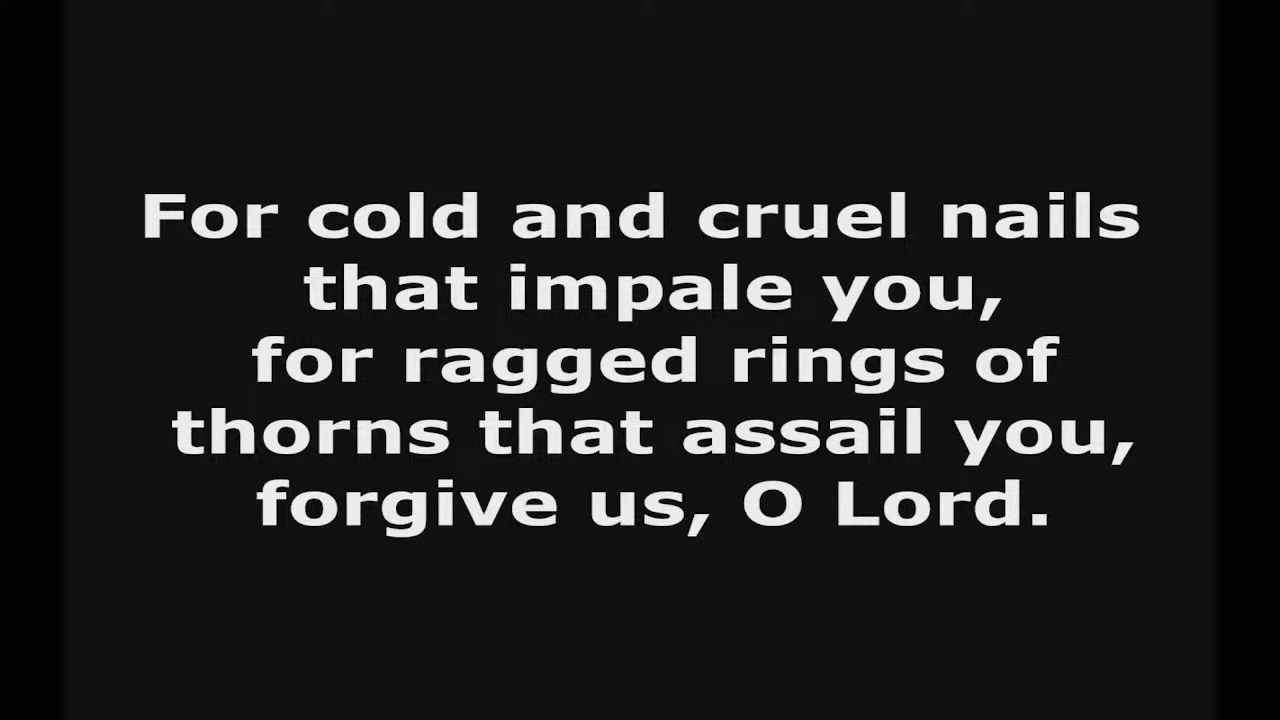 For cold and cruel nails
that impale you,
for ragged rings of
thorns that assail you,
forgive us, O Lord.